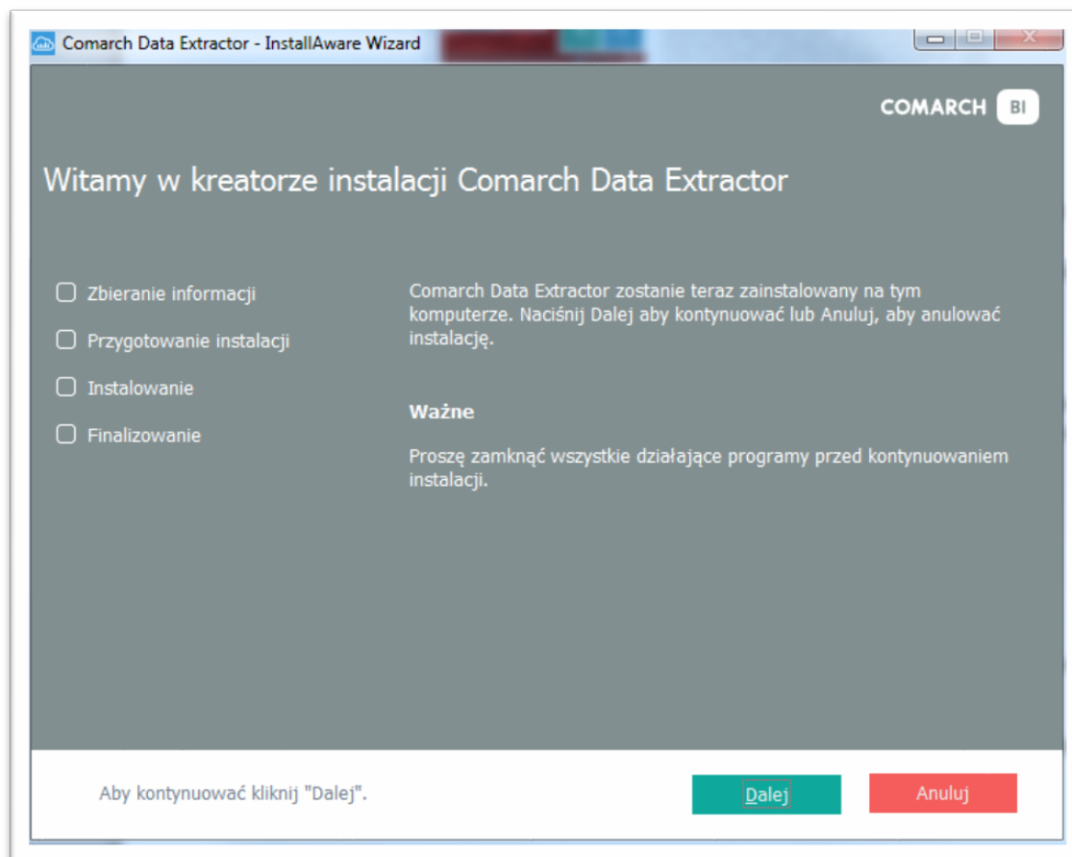 Comarch Data Extractor - InstallAware Wizard
COMARCH BI
Witamy w kreatorze instalacji Comarch Data Extractor
Zbieranie informacji
Przygotowanie instalacji
Instalowanie
Finalizowanie
Comarch Data Extractor zostanie teraz zainstalowany na tym
komputerze. Naciśnij Dalej aby kontynuować lub Anuluj, aby anulować
instalację.
Ważne
Proszę zamknąć wszystkie działające programy przed kontynuowaniem
instalacji.
Aby kontynuować kliknij "Dalej".
Dalej
Anuluj